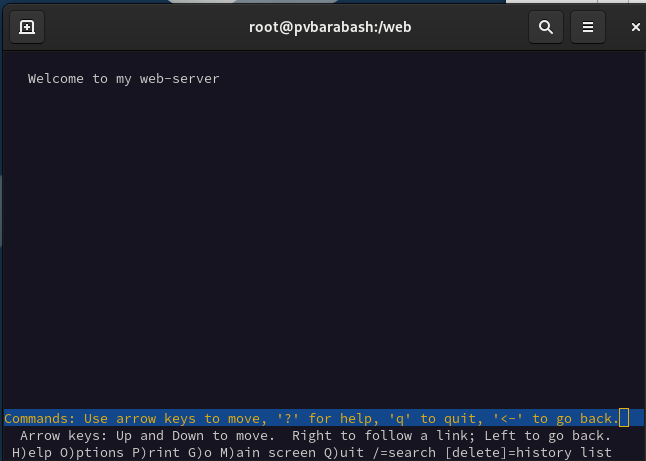 root@pvbarabash:/web
Welcome to my web-server
Commands: Use arrow keys to move, '?' for help, 'q' to quit, '<-' to go back.
Arrow keys: Up and Down to move.  Right to follow a link; Left to go back.
H)elp O)ptions P)rint G)o M)ain screen Q)uit /=search [delete]=history list